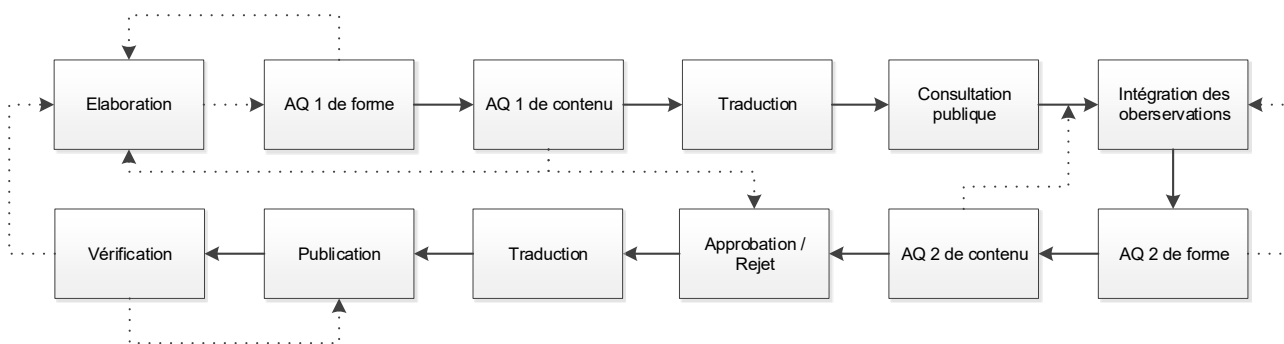 Elaboration
AQ 1 de forme
AQ 1 de contenu
Traduction
Consultation
publique
Intégration des
oberservations
Vérification
Publication
Traduction
Approbation /
Rejet
AQ 2 de contenu
AQ 2 de forme